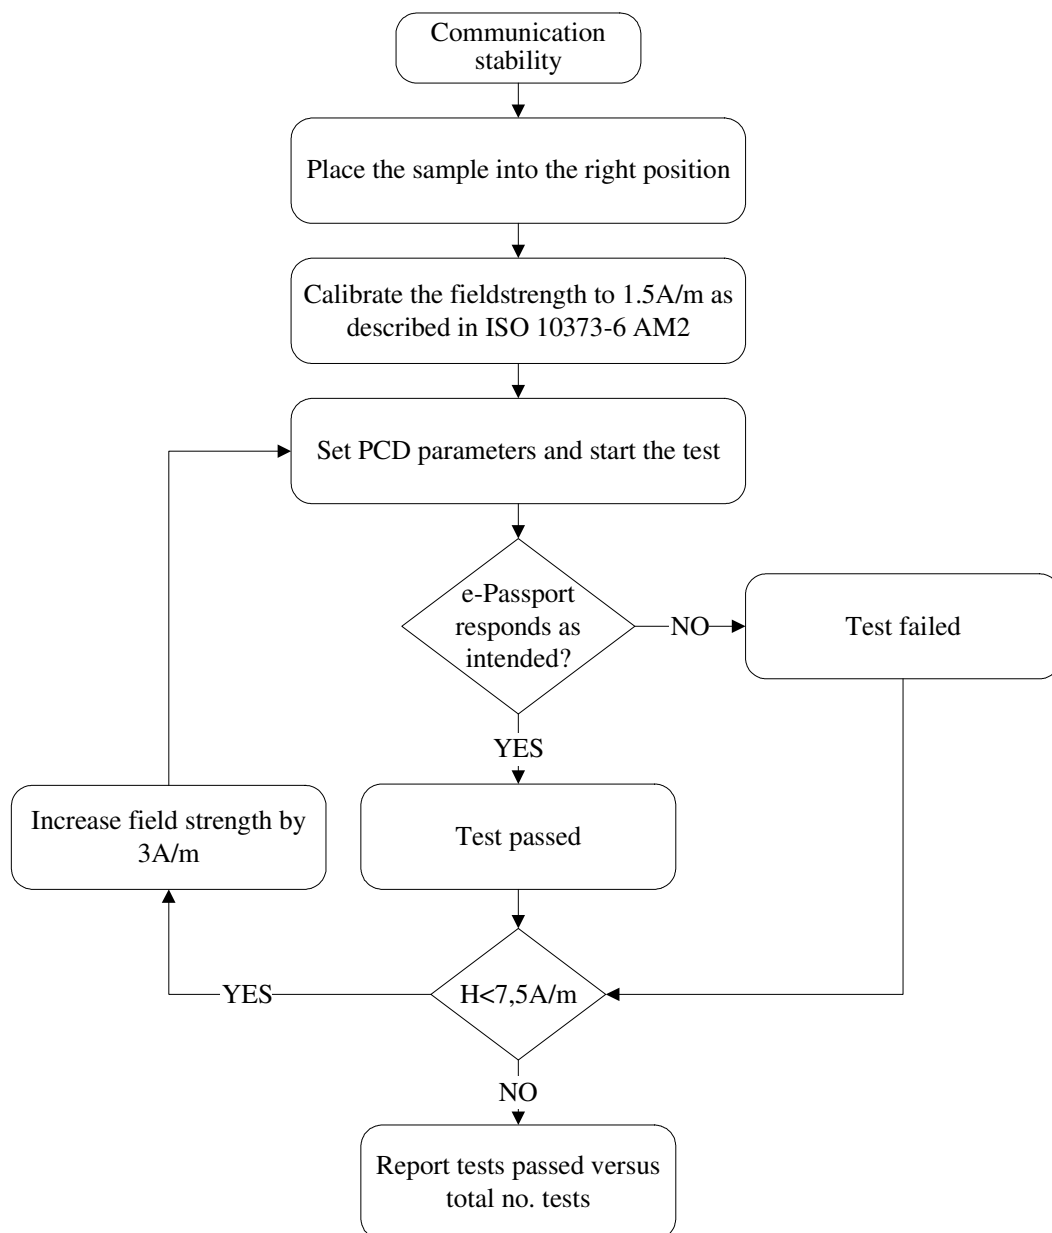 Communication
stability
Place the sample into the right position
Calibrate the fieldstrength to 1.5A/m as
described in ISO 10373-6 AM2
Set PCD parameters and start the test
e-Passport
responds as
intended?
NO
Test failed
YES
Increase field strength by
3A/m
Test passed
YES
H<7,5A/m
NO
Report tests passed versus
total no. tests